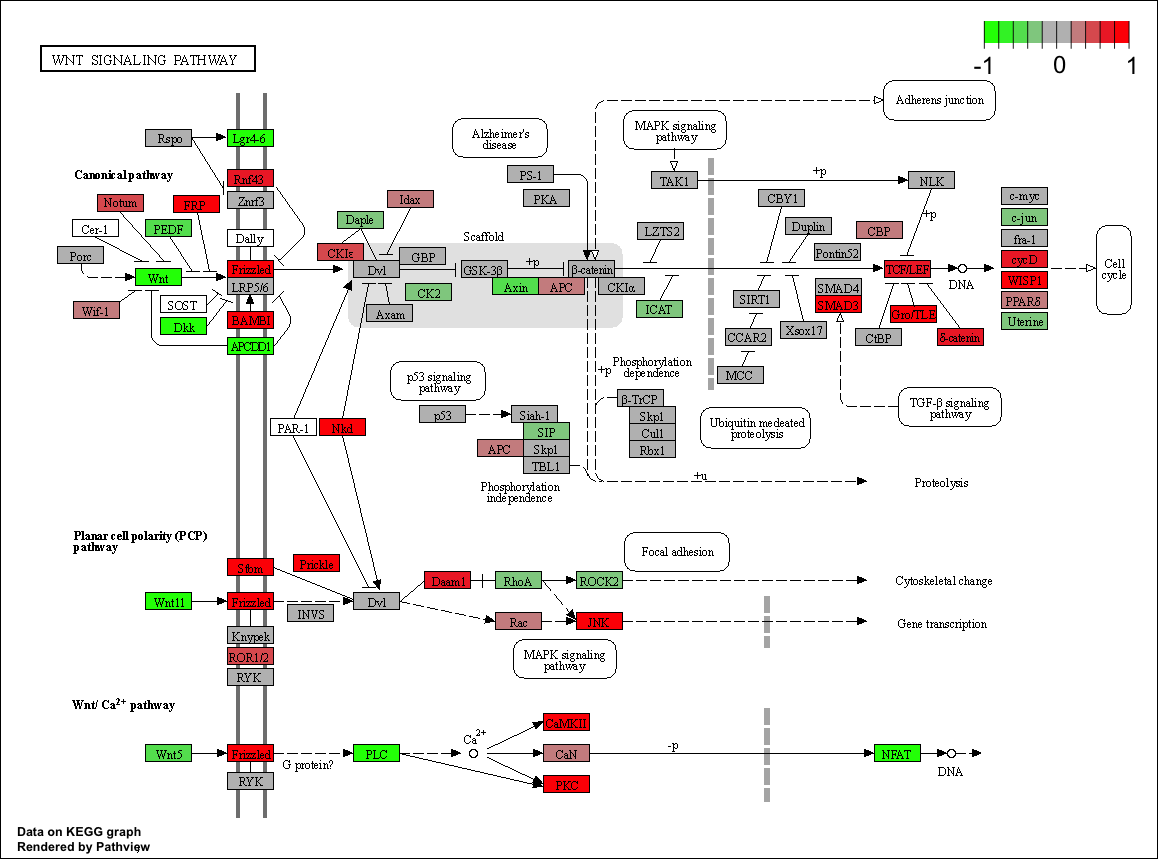 WNT SIGNALING PATHWAY
-1 0 1
Adherens junction
MAPK signaling
pathway
Alzheimer's
disease
Rspo
Lgr4-6
Canonical pathway
Rnf43
Znrf3
Notum
FRP
Cer-1
PEDF
Dally
Porc
Wnt
Frizzled
LRP5/6
SOST
Wif-1
Dkk
BAMBI
APCDD1
PS-1
PKA
TAK1
+p
NLK
+p
Idax
Daple
CKIε
Scaffold
Dvl
GBP
GSK-3β
+p
β-catenin
CK2
Axin
APC
CKIα
Axam
LZTS2
ICAT
CBY1
Duplin
CBP
Pontin52
TCF/LEF
DNA
SIRT1
SMAD4
SMAD3
CCAR2
Xsox17
MCC
CtBP
Gro/TLE
δ-catenin
c-myc
c-jun
fra-1
cycD
WISP1
PPARδ
Uterine
Cell
cycle
p53 signaling
pathway
+p
Phosphorylation
dependence
p53
Siah-1
SIP
APC
Skp1
TBL1
Phosphorylation
independence
β-TrCP
Skp1
Cul1
Rbx1
Ubiquitin medeated
proteolysis
TGF-β signaling
pathway
PAR-1
Nkd
+u
Proteolysis
Planar cell polarity (PCP)
pathway
Stbm
Prickle
Focal adhesion
Daam1
RhoA
ROCK2
Cytoskeletal change
Wnt11
Frizzled
INVS
Dvl
Rac
JNK
Gene transcription
Knypek
ROR1/2
RYK
MAPK signaling
pathway
Wnt/ Ca2+ pathway
Wnt5
Frizzled
RYK
G protein?
PLC
Ca2+
CaMKII
CaN
PKC
-p
NFAT
DNA
Data on KEGG graph
Rendered by Pathview